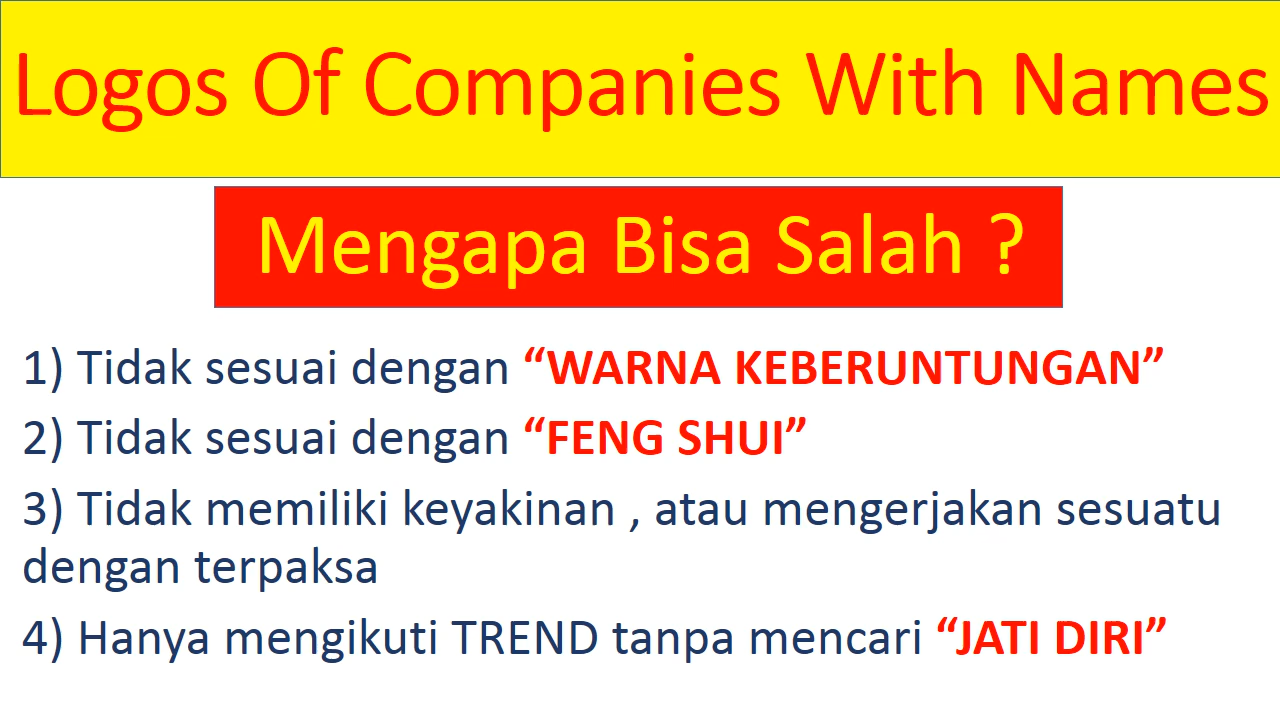 Logos Of Companies With Names
Mengapa Bisa Salah ?
1) Tidak sesuai dengan “WARNA KEBERUNTUNGAN”
2) Tidak sesuai dengan “FENG SHUI”
3) Tidak memiliki keyakinan , atau mengerjakan sesuatu
dengan terpaksa
4) Hanya mengikuti TREND tanpa mencari “JATI DIRI”